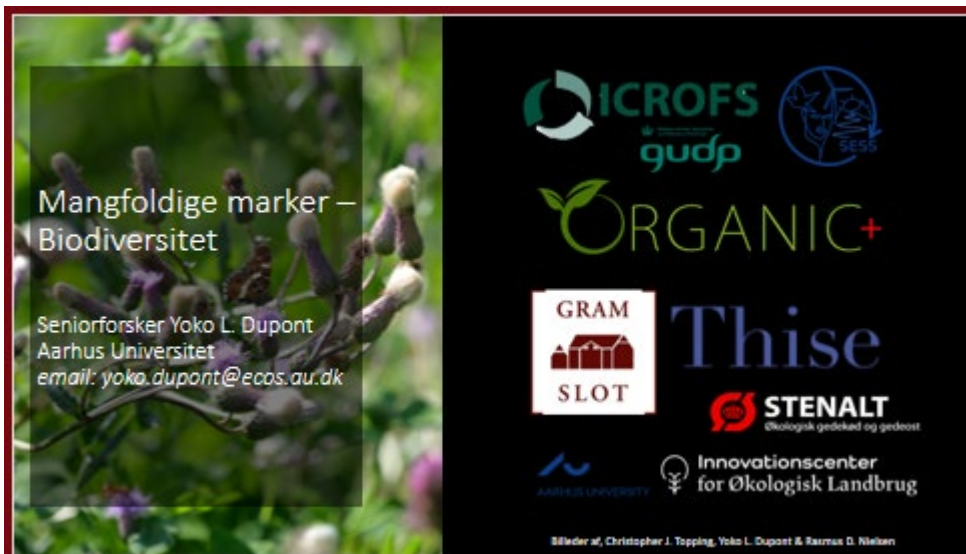 Mangfoldige marker –
Biodiversitet
Seniorforsker Yoko L. Dupont
Aarhus Universitet
email: yoko.dupont@ecos.au.dk
ICROFS
gudp
SESS
ORGANIC+
GRAM
SLOT
Thise
STENALT
Økologisk gedekød og gedeost
AARHUS UNIVERSITY
Innovationscenter
for Økologisk Landbrug
Billeder af, Christopher J. Topping, Yoko L. Dupont & Rasmus D. Nielsen